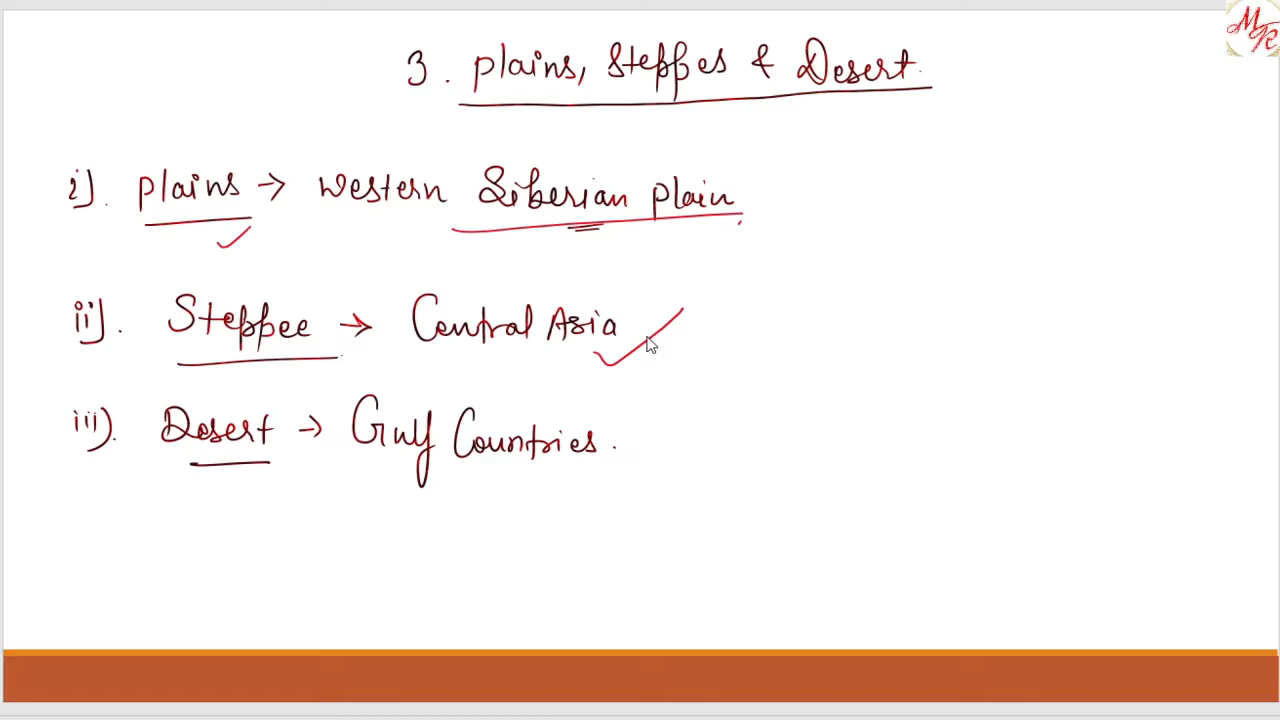 3. Plains, Steppes & Desert.
i). Plains → Western Siberian Plain
ii). Steppee → Central Asia
iii). Desert → Gulf Countries.